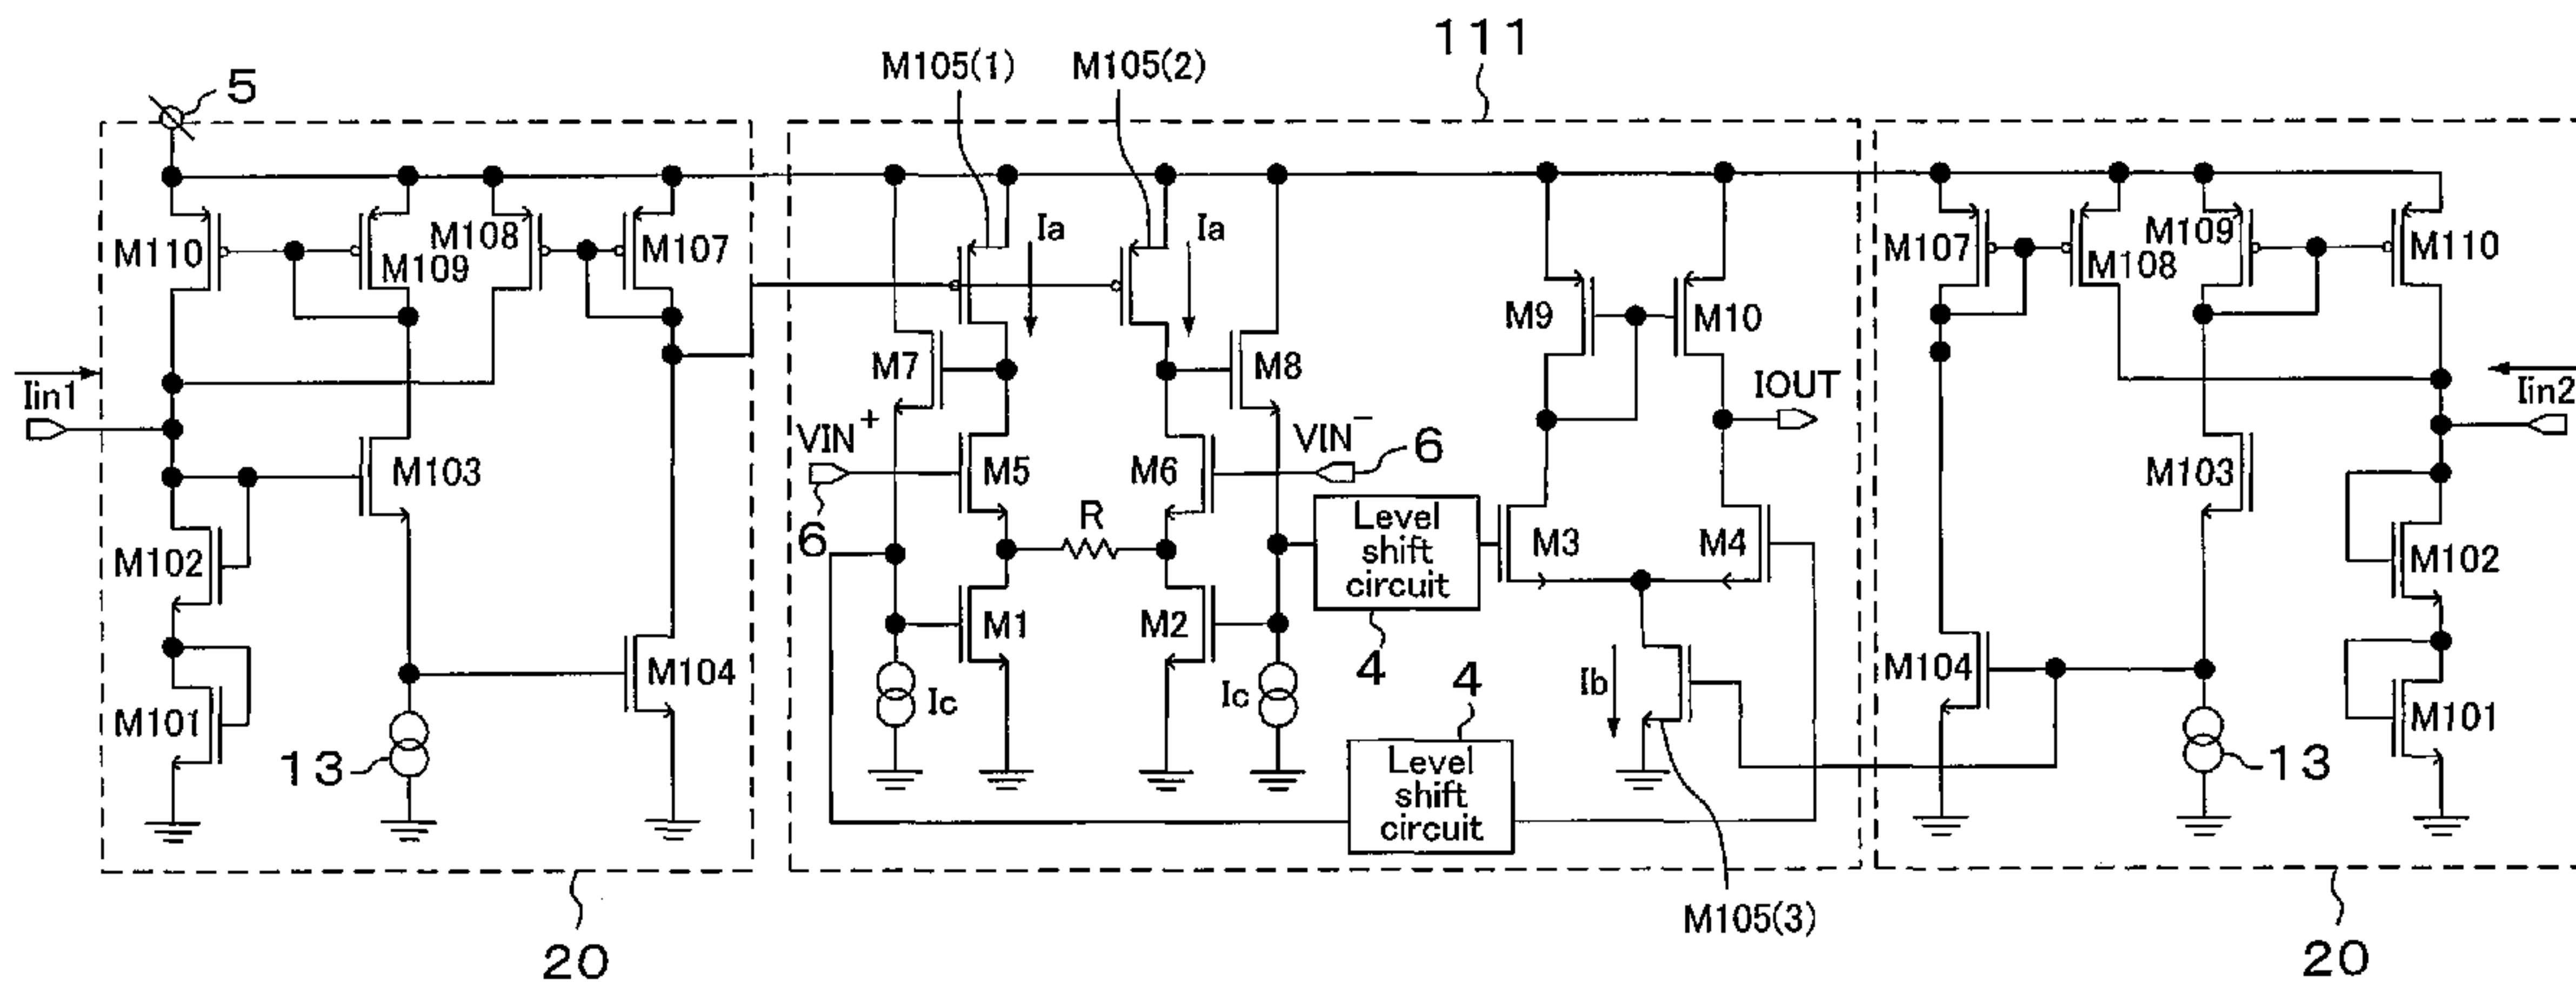 111
M105(1)
M105(2)
5
Ia
Ia
M110
M109
M108
M107
M9
M10
M107
M108
M109
M110
Iin1
M7
M8
IOUT
Iin2
VIN+
VIN−
6
M103
M5
M6
M103
6
R
Level
shift
circuit
M3
M4
M102
M102
M1
M2
4
M101
13
M104
Ic
Ic
4
Ib
M104
13
M101
Level
shift
circuit
M105(3)
20
20